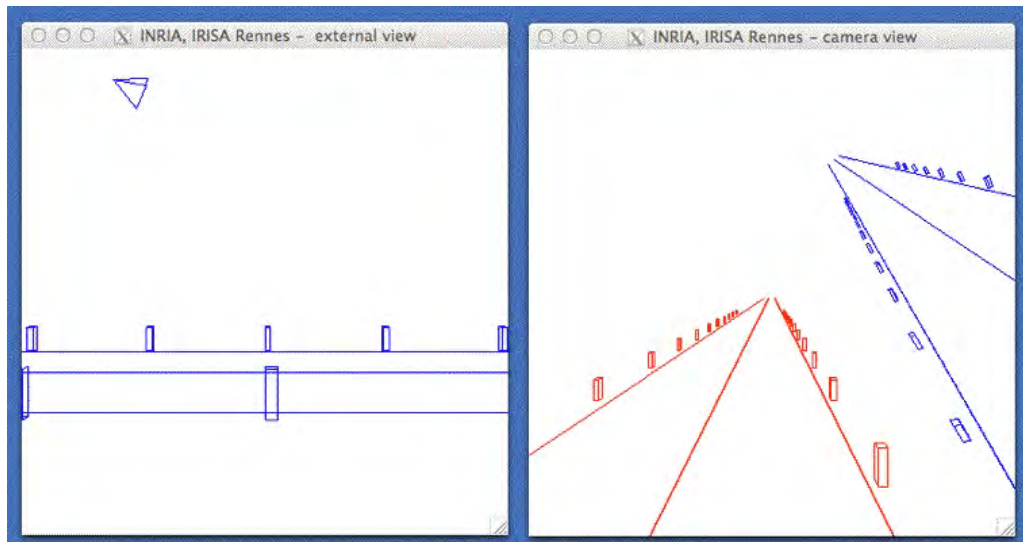 INRIA, IRISA Rennes - external view
INRIA, IRISA Rennes - camera view